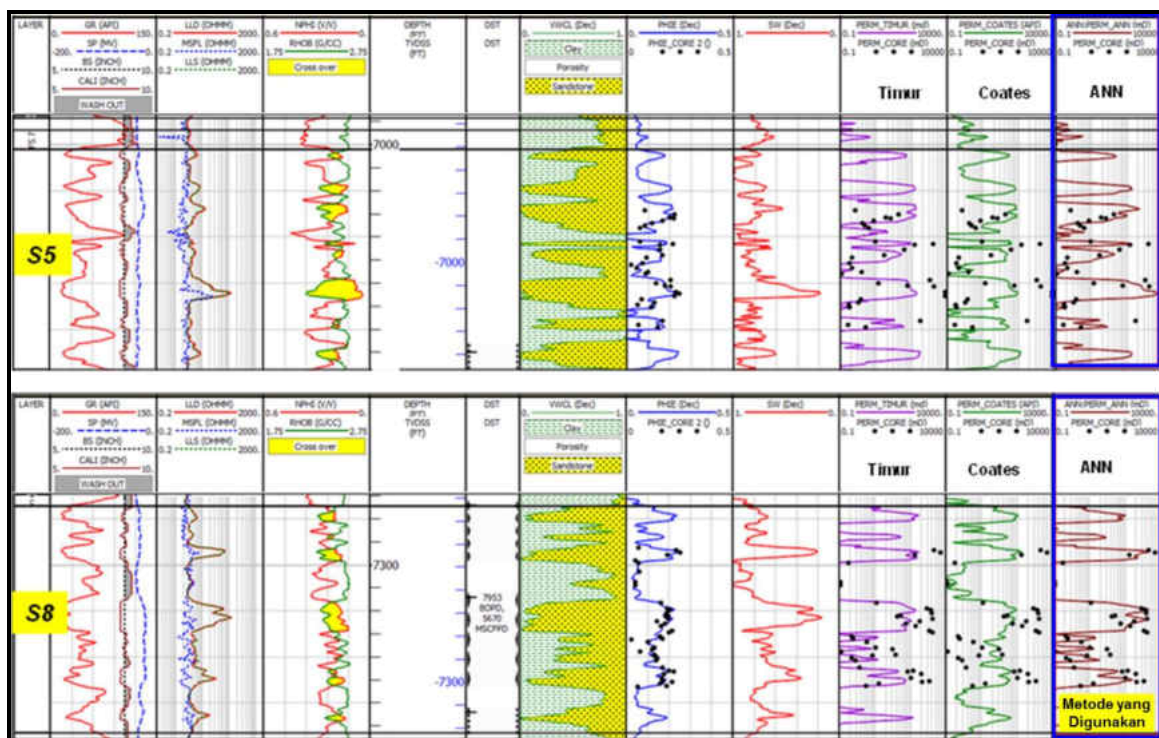 LAYER GR (API) LLD (OHMM) NPHI (V/V) DEPTH DST VWCL (Dec) PHIE (Dec) SW (Dec) PERM_TIMUR (md) PERM_COATES (API) ANN:PERM_ANN (mD)
0. 150. 0.2 2000. 0.6 0. 0. 1. 0. 0.5 1. 0. 0.1 10000. 0.1 10000. 0.1 10000.
SP (MV) MSFL (OHMM) RHOB (G/CC) TVDSS DST Clay PHIE_CORE 2 () PERM_CORE (mD) PERM_CORE (mD) PERM_CORE (mD)
-200. 0. 0.2 2000. 1.75 2.75 (FT) 0 0.5 0.1 10000. 0.1 10000. 0.1 10000.
BS (INCH) LLS (OHMM) Cross over Porosity
5. 10. 0.2 2000. Sandstone
CALI (INCH) Timur Coates ANN
5. 10.
WASH OUT
7000
S5
-7000
LAYER GR (API) LLD (OHMM) NPHI (V/V) DEPTH DST VWCL (Dec) PHIE (Dec) SW (Dec) PERM_TIMUR (md) PERM_COATES (API) ANN:PERM_ANN (mD)
0. 150. 0.2 2000. 0.6 0. 0. 1. 0. 0.5 1. 0. 0.1 10000. 0.1 10000. 0.1 10000.
SP (MV) MSFL (OHMM) RHOB (G/CC) TVDSS DST Clay PHIE_CORE 2 () PERM_CORE (mD) PERM_CORE (mD) PERM_CORE (mD)
-200. 0. 0.2 2000. 1.75 2.75 (FT) 0 0.5 0.1 10000. 0.1 10000. 0.1 10000.
BS (INCH) LLS (OHMM) Cross over Porosity
5. 10. 0.2 2000. Sandstone
CALI (INCH) Timur Coates ANN
5. 10.
WASH OUT
7300
S8
7953
BOPD,
5670
MSCFPD
-7300
Metode yang
Digunakan